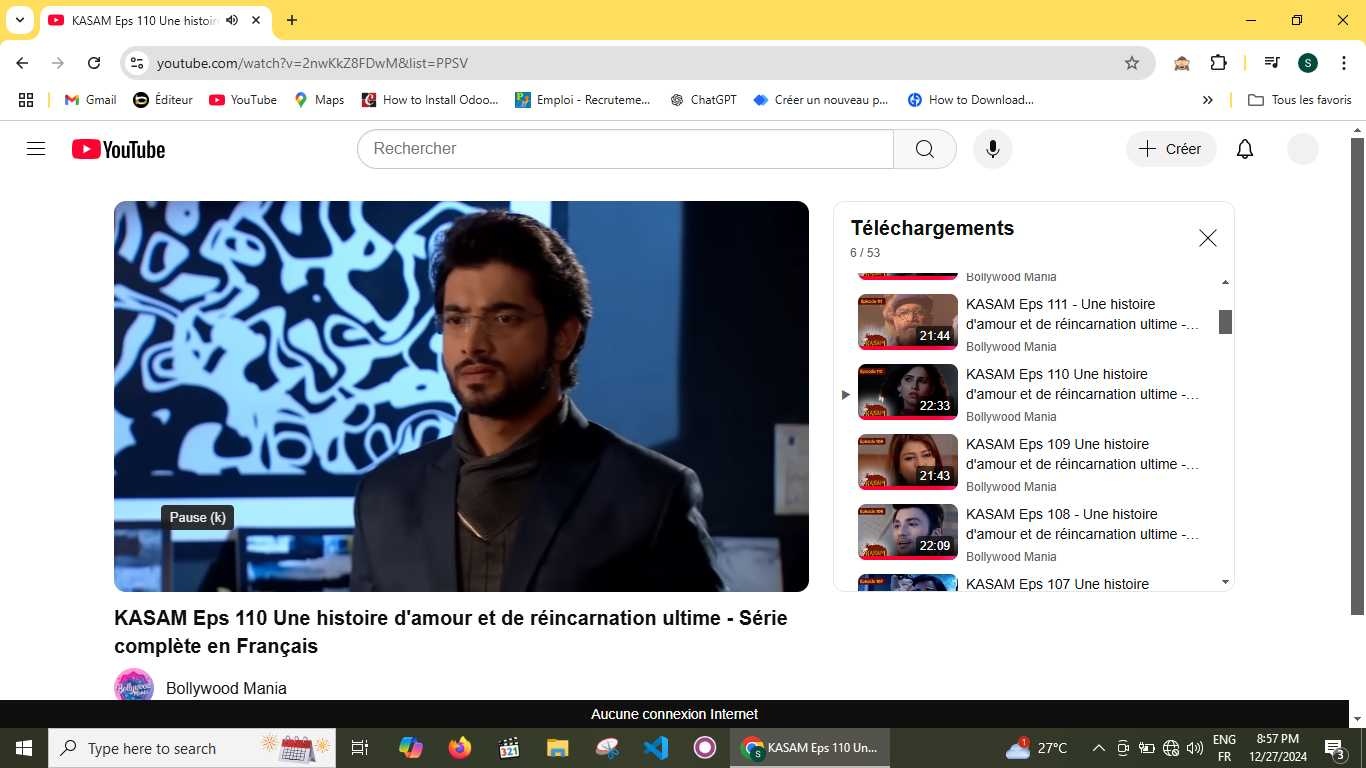 KASAM Eps 110 Une histoir
youtube.com/watch?v=2nwKkZ8FDwM&list=PPSV
S
Gmail
Éditeur
YouTube
Maps
How to Install Odoo...
Emploi - Recruteme...
ChatGPT
Créer un nouveau p...
How to Download...
Tous les favoris
YouTube
Rechercher
Créer
Pause (k)
Téléchargements
6 / 53
Bollywood Mania
KASAM Eps 111 - Une histoire
d'amour et de réincarnation ultime -...
21:44
Bollywood Mania
KASAM Eps 110 Une histoire
d'amour et de réincarnation ultime -...
22:33
Bollywood Mania
KASAM Eps 109 Une histoire
d'amour et de réincarnation ultime -...
21:43
Bollywood Mania
KASAM Eps 108 - Une histoire
d'amour et de réincarnation ultime -...
22:09
Bollywood Mania
KASAM Eps 107 Une histoire
KASAM Eps 110 Une histoire d'amour et de réincarnation ultime - Série
complète en Français
Bollywood Mania
Aucune connexion Internet
Type here to search
321
KASAM Eps 110 Un...
1
27°C
ENG
FR
8:57 PM
12/27/2024
3